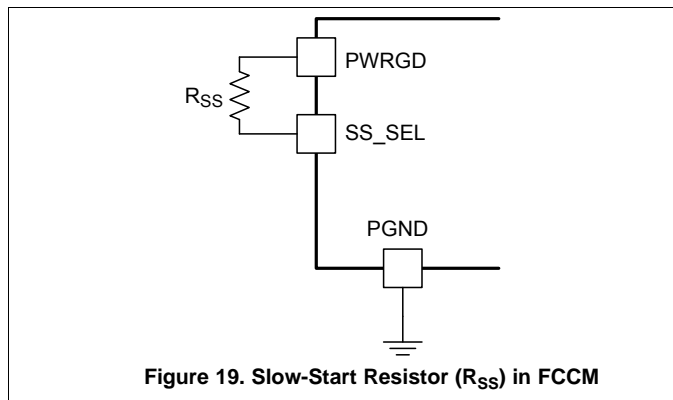 PWRGD
RSS
SS_SEL
PGND
Figure 19. Slow-Start Resistor (RSS) in FCCM